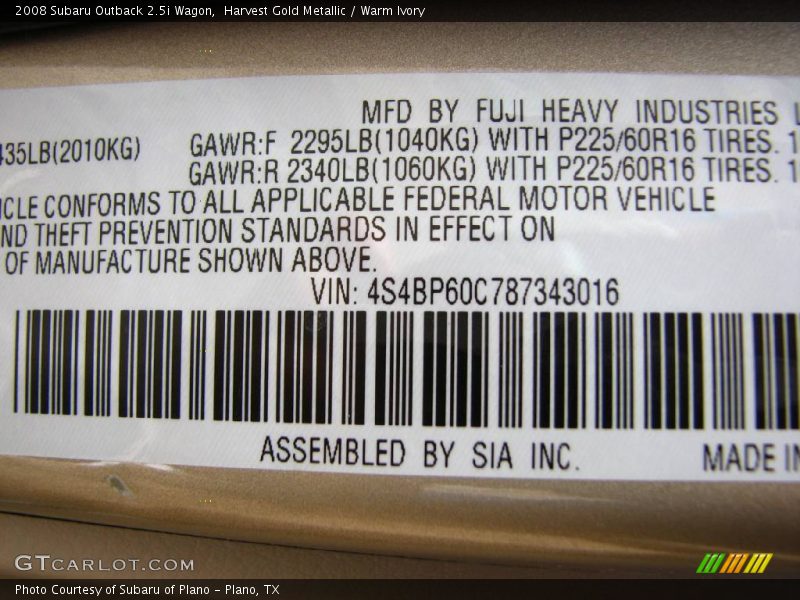 2008 Subaru Outback 2.5i Wagon,  Harvest Gold Metallic / Warm Ivory
MFD BY FUJI HEAVY INDUSTRIES
435LB(2010KG) GAWR:F 2295LB(1040KG) WITH P225/60R16 TIRES.
GAWR:R 2340LB(1060KG) WITH P225/60R16 TIRES.
ICLE CONFORMS TO ALL APPLICABLE FEDERAL MOTOR VEHICLE
ND THEFT PREVENTION STANDARDS IN EFFECT ON
OF MANUFACTURE SHOWN ABOVE.
VIN: 4S4BP60C787343016
ASSEMBLED BY SIA INC. MADE IN
GTCARLOT.COM
Photo Courtesy of Subaru of Plano - Plano, TX